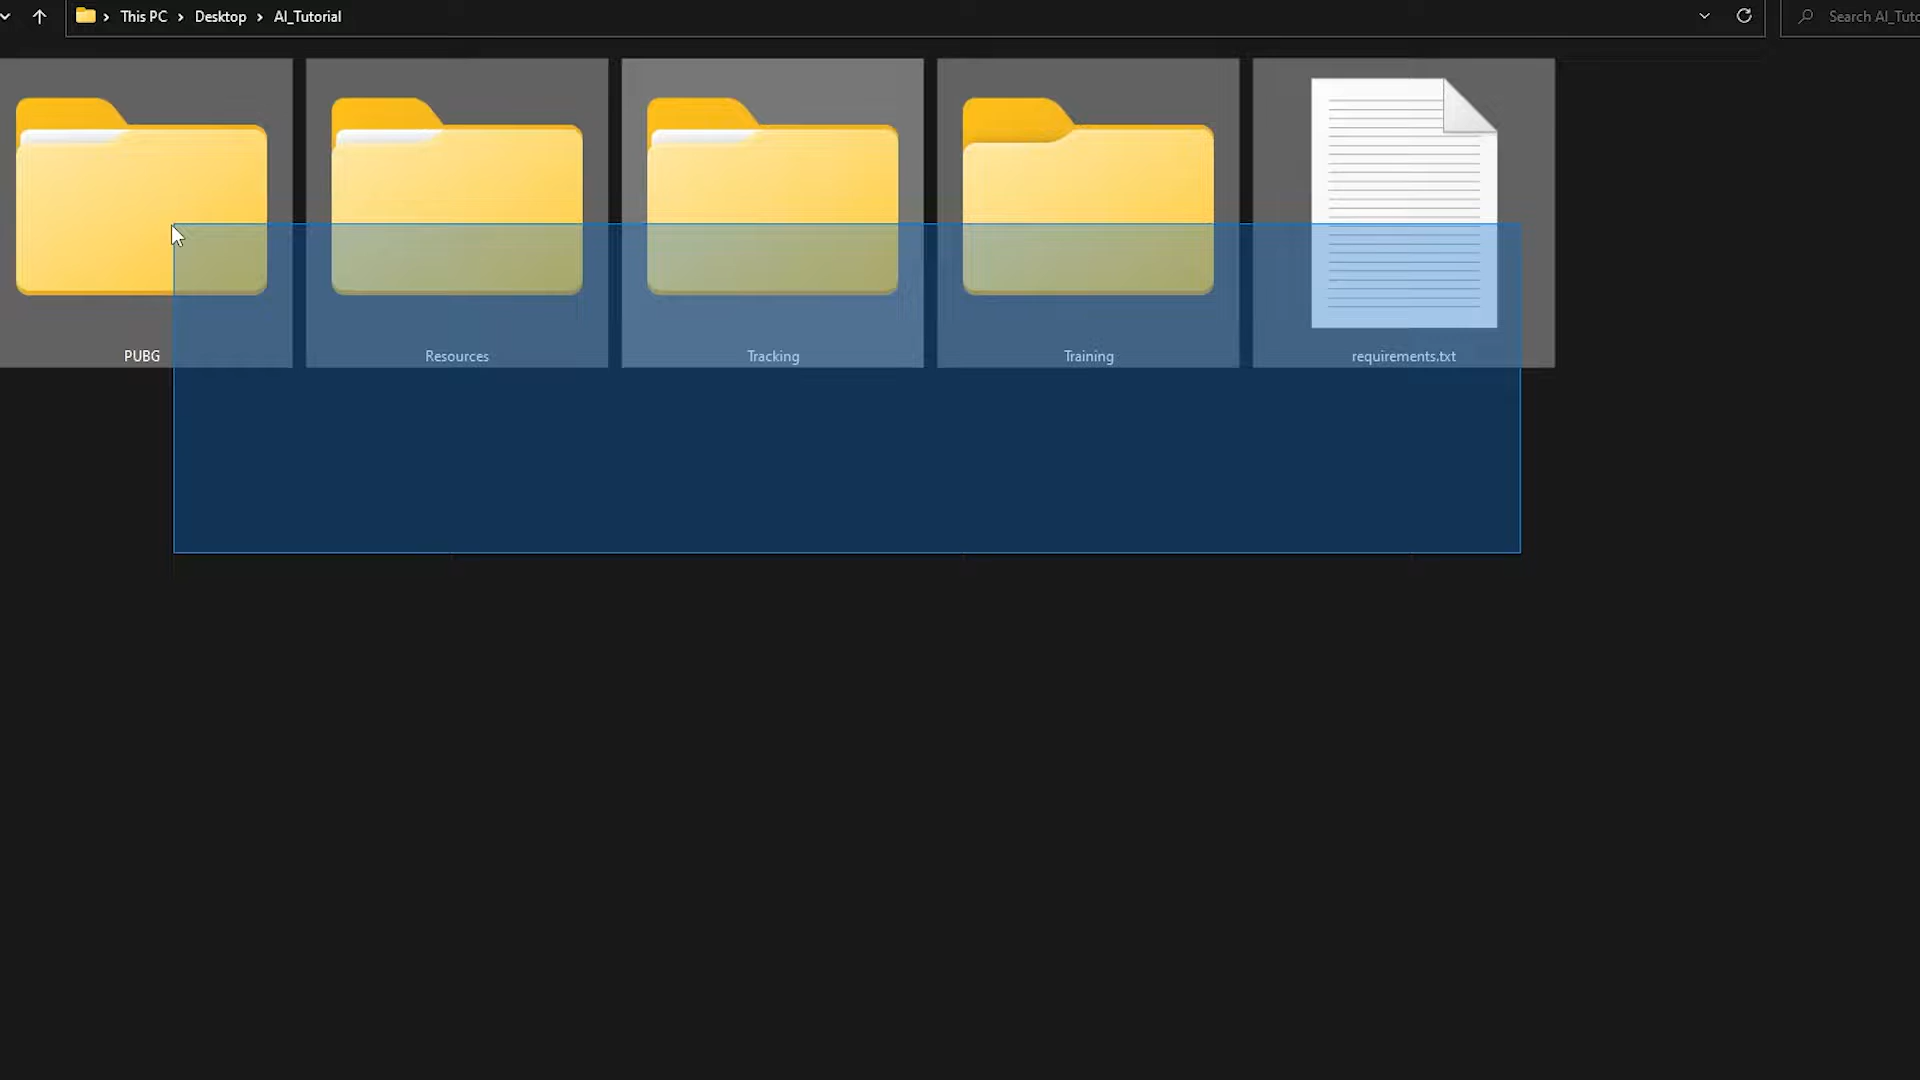 This PC > Desktop > AI_Tutorial
Search AI_Tuto
PUBG
Resources
Tracking
Training
requirements.txt